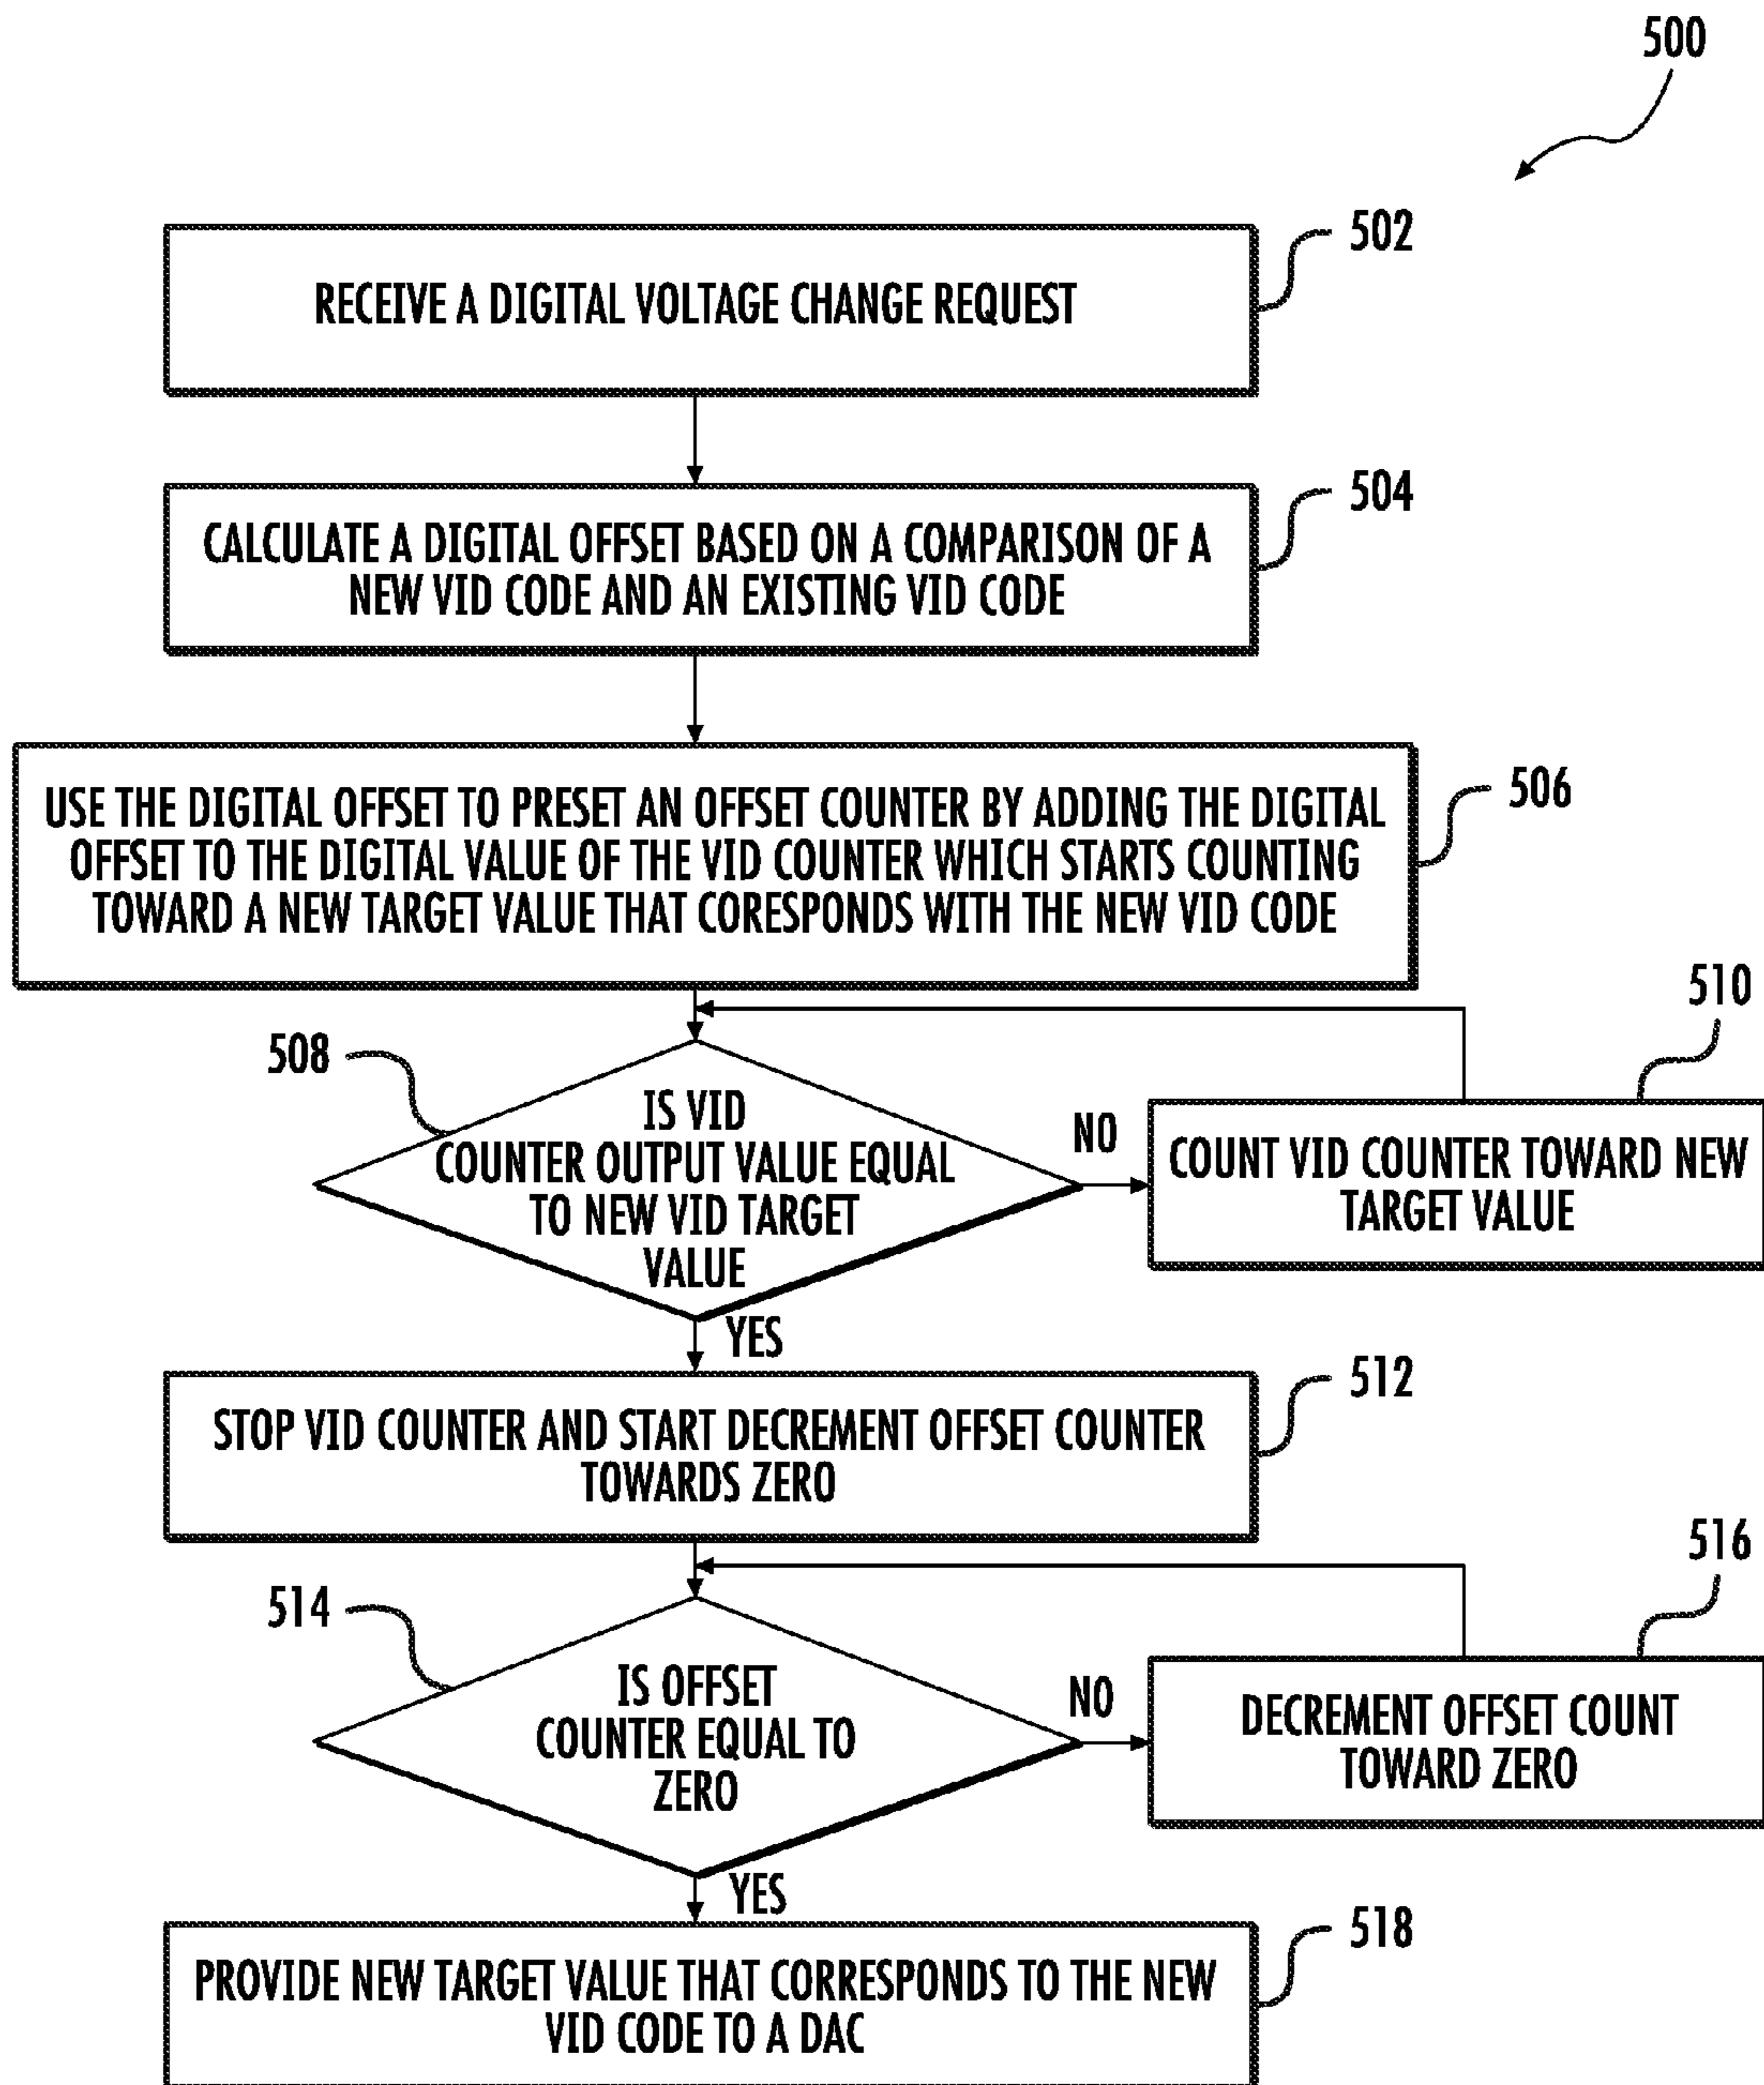 500
RECEIVE A DIGITAL VOLTAGE CHANGE REQUEST
502
CALCULATE A DIGITAL OFFSET BASED ON A COMPARISON OF A
NEW VID CODE AND AN EXISTING VID CODE
504
USE THE DIGITAL OFFSET TO PRESET AN OFFSET COUNTER BY ADDING THE DIGITAL
OFFSET TO THE DIGITAL VALUE OF THE VID COUNTER WHICH STARTS COUNTING
TOWARD A NEW TARGET VALUE THAT CORESPONDS WITH THE NEW VID CODE
506
508
IS VID
COUNTER OUTPUT VALUE EQUAL
TO NEW VID TARGET
VALUE
NO
510
COUNT VID COUNTER TOWARD NEW
TARGET VALUE
YES
STOP VID COUNTER AND START DECREMENT OFFSET COUNTER
TOWARDS ZERO
512
514
IS OFFSET
COUNTER EQUAL TO
ZERO
NO
516
DECREMENT OFFSET COUNT
TOWARD ZERO
YES
PROVIDE NEW TARGET VALUE THAT CORRESPONDS TO THE NEW
VID CODE TO A DAC
518